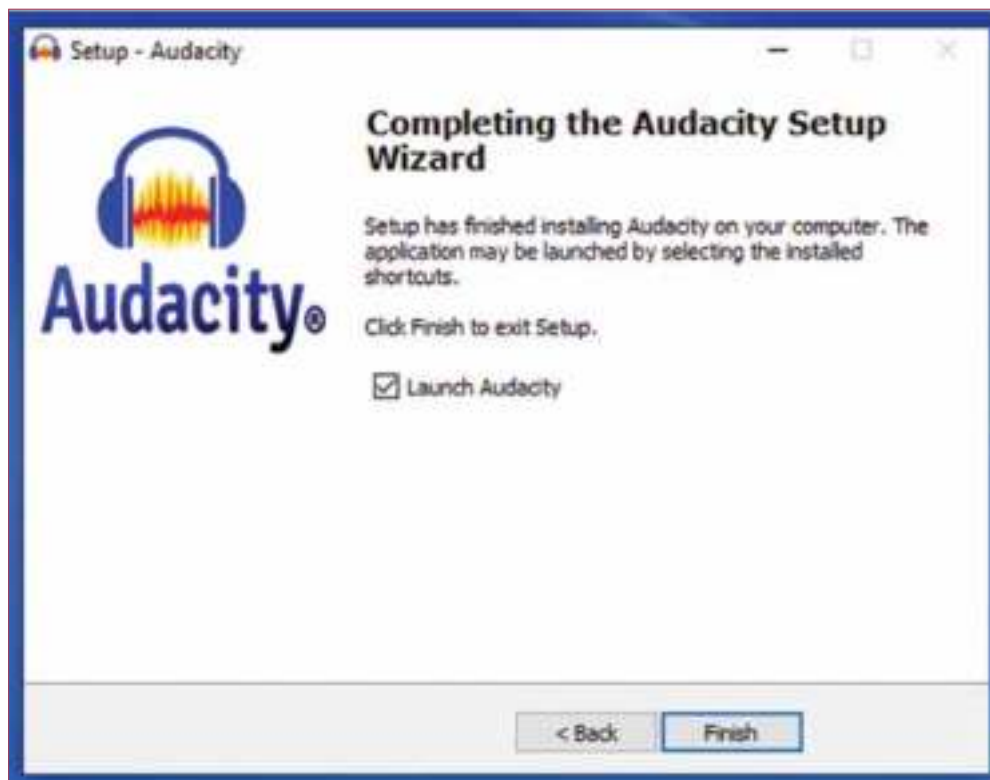 Setup - Audacity
Completing the Audacity Setup
Wizard
Setup has finished installing Audacity on your computer. The
application may be launched by selecting the installed
shortcuts.
Click Finish to exit Setup.
Launch Audacity
Audacity®
< Back
Finish